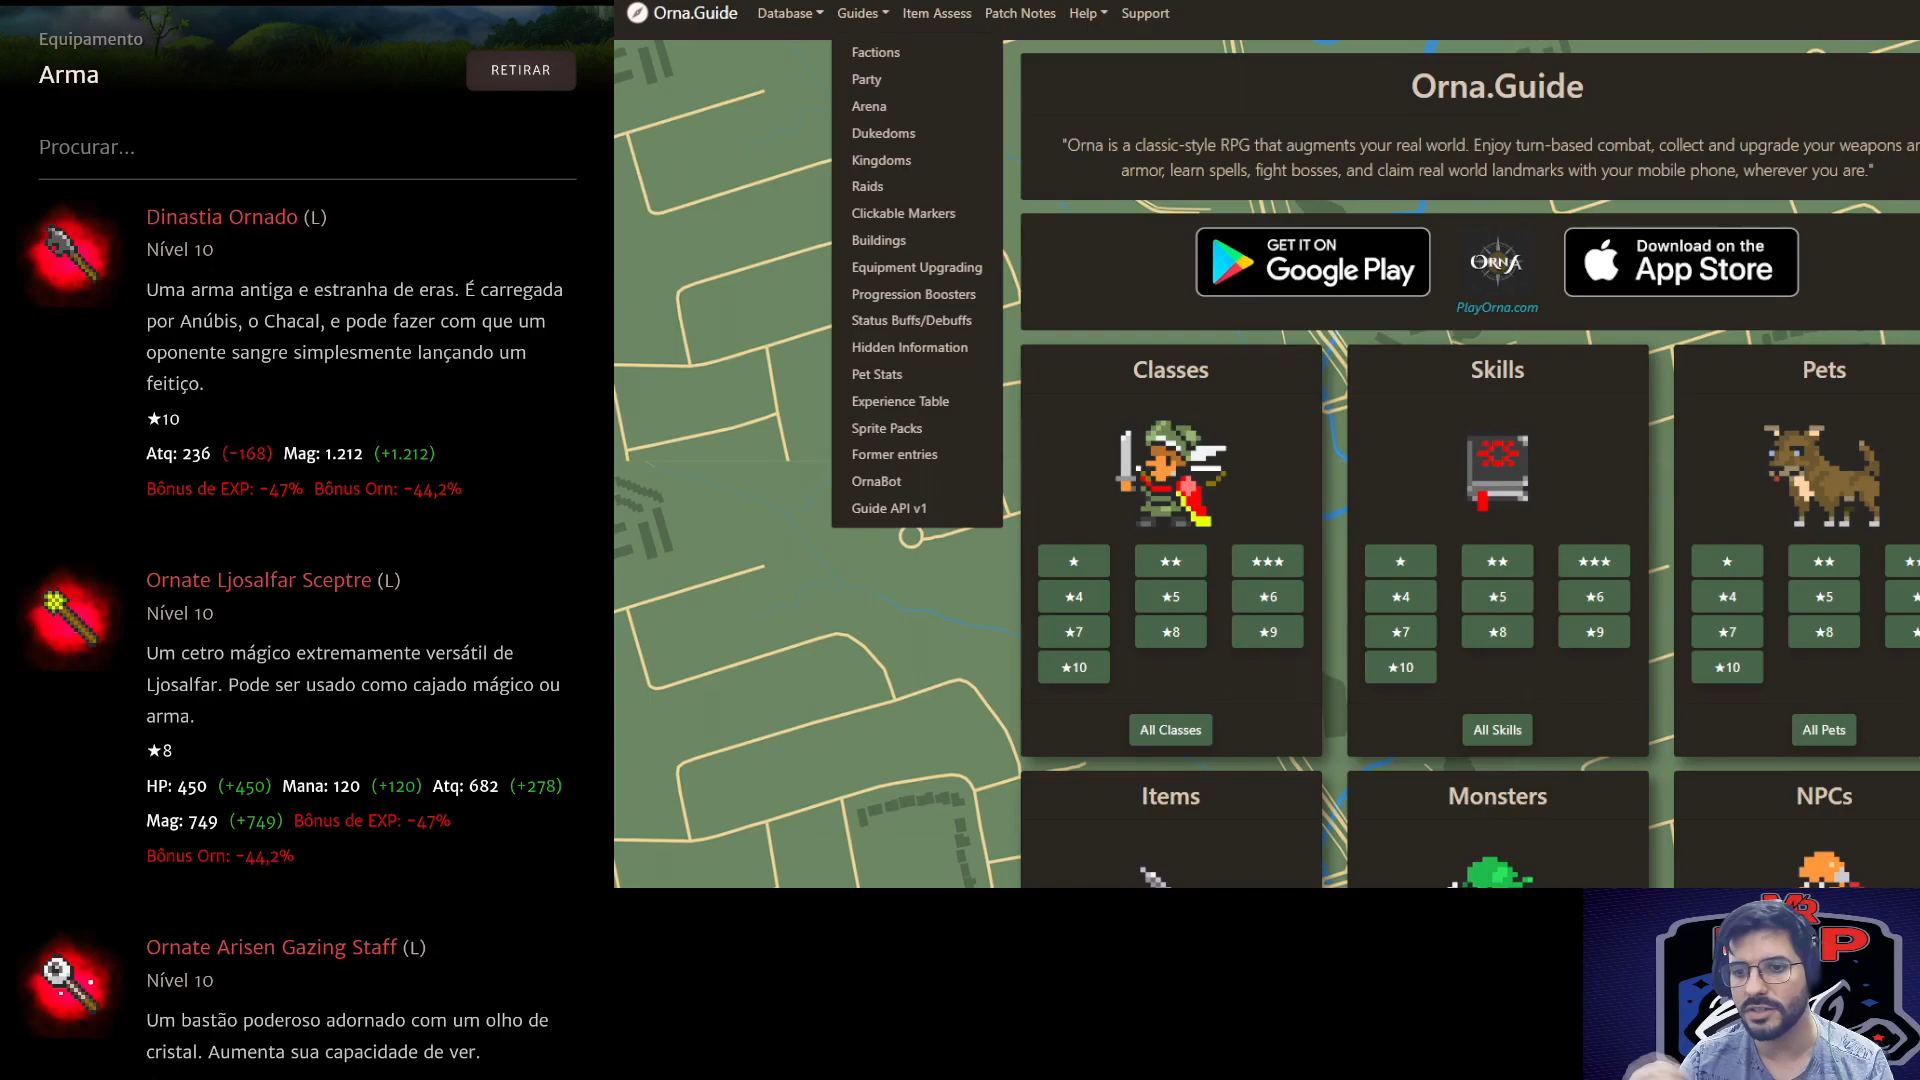 Equipamento
Arma
RETIRAR
Procurar...
Dinastia Ornado (L)
Nível 10
Uma arma antiga e estranha de eras. É carregada
por Anúbis, o Chacal, e pode fazer com que um
oponente sangre simplesmente lançando um
feitiço.
★10
Atq: 236 (-168) Mag: 1.212 (+1.212)
Bônus de EXP: -47% Bônus Orn: -44,2%
Ornate Ljosalfar Sceptre (L)
Nível 10
Um cetro mágico extremamente versátil de
Ljosalfar. Pode ser usado como cajado mágico ou
arma.
★8
HP: 450 (+450) Mana: 120 (+120) Atq: 682 (+278)
Mag: 749 (+749) Bônus de EXP: -47%
Bônus Orn: -44,2%
Ornate Arisen Gazing Staff (L)
Nível 10
Um bastão poderoso adornado com um olho de
cristal. Aumenta sua capacidade de ver.
Orna.Guide Database Guides Item Assess Patch Notes Help Support
Factions
Party
Arena
Dukedoms
Kingdoms
Raids
Clickable Markers
Buildings
Equipment Upgrading
Progression Boosters
Status Buffs/Debuffs
Hidden Information
Pet Stats
Experience Table
Sprite Packs
Former entries
OrnaBot
Guide API v1
Orna.Guide
"Orna is a classic-style RPG that augments your real world. Enjoy turn-based combat, collect and upgrade your weapons
armor, learn spells, fight bosses, and claim real world landmarks with your mobile phone, wherever you are."
GET IT ON
Google Play
ORNA
PlayOrna.com
Download on the
App Store
Classes
★ ★★ ★★★
★4 ★5 ★6
★7 ★8 ★9
★10
All Classes
Skills
★ ★★ ★★★
★4 ★5 ★6
★7 ★8 ★9
★10
All Skills
Pets
★ ★★
★4 ★5
★7 ★8
★10
All Pets
Items
Monsters
NPCs
MR